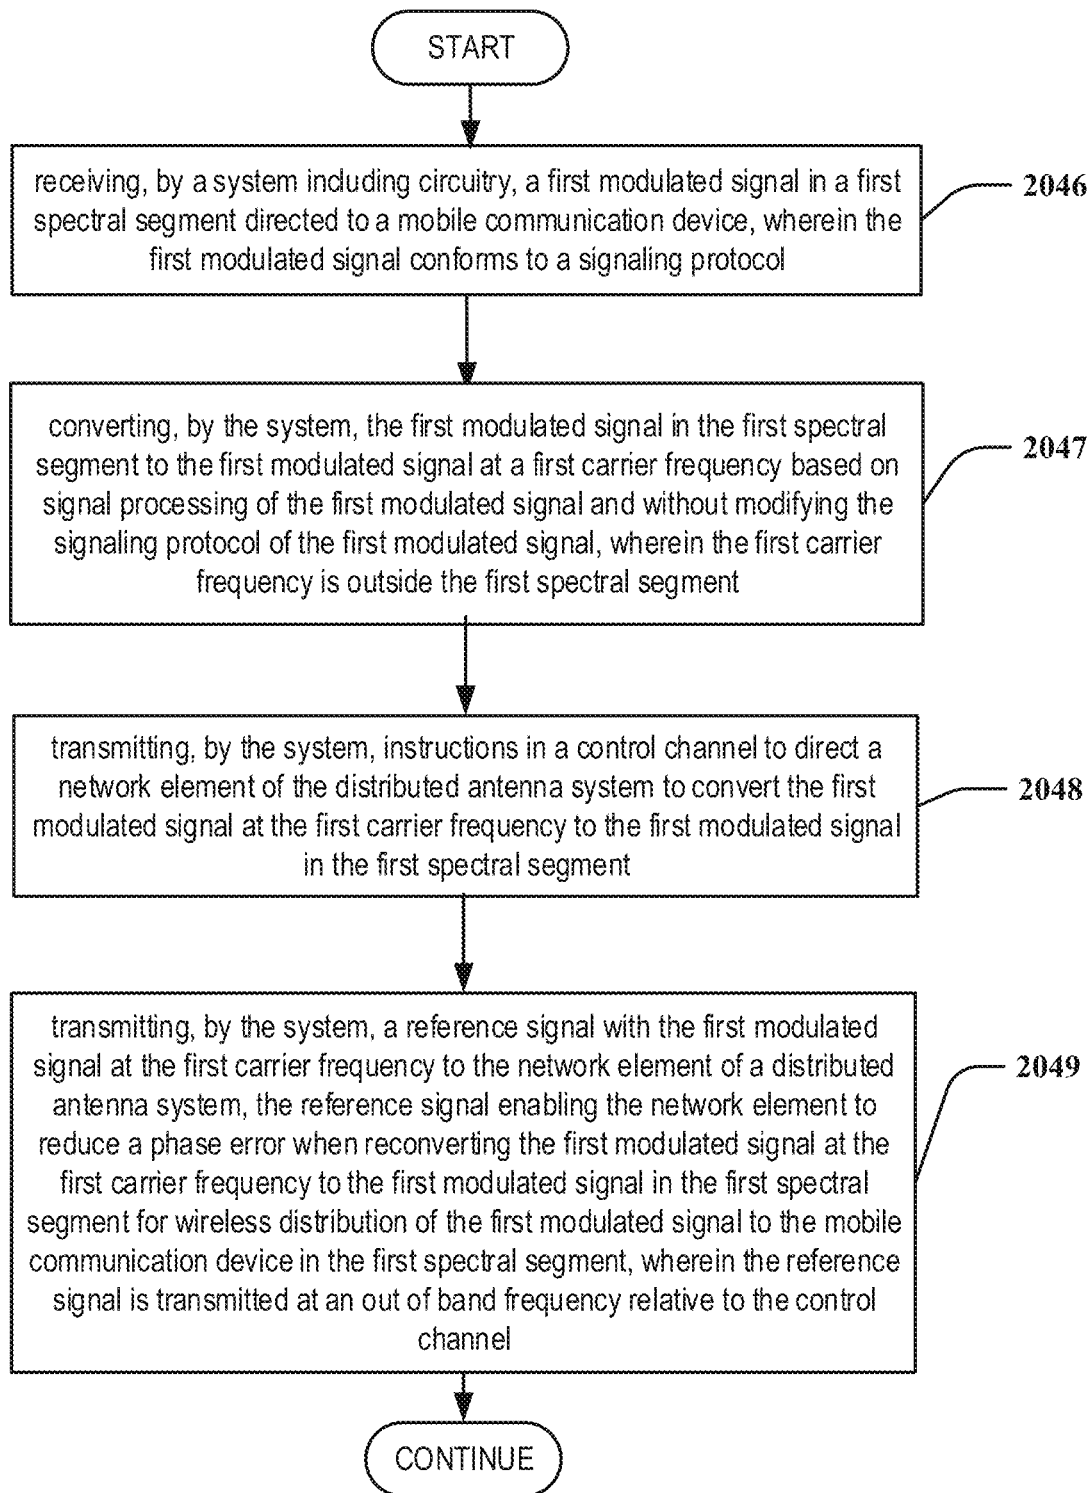 START
receiving, by a system including circuitry, a first modulated signal in a first
spectral segment directed to a mobile communication device, wherein the
first modulated signal conforms to a signaling protocol
2046
converting, by the system, the first modulated signal in the first spectral
segment to the first modulated signal at a first carrier frequency based on
signal processing of the first modulated signal and without modifying the
signaling protocol of the first modulated signal, wherein the first carrier
frequency is outside the first spectral segment
2047
transmitting, by the system, instructions in a control channel to direct a
network element of the distributed antenna system to convert the first
modulated signal at the first carrier frequency to the first modulated signal
in the first spectral segment
2048
transmitting, by the system, a reference signal with the first modulated
signal at the first carrier frequency to the network element of a distributed
antenna system, the reference signal enabling the network element to
reduce a phase error when reconverting the first modulated signal at the
first carrier frequency to the first modulated signal in the first spectral
segment for wireless distribution of the first modulated signal to the mobile
communication device in the first spectral segment, wherein the reference
signal is transmitted at an out of band frequency relative to the control
channel
2049
CONTINUE